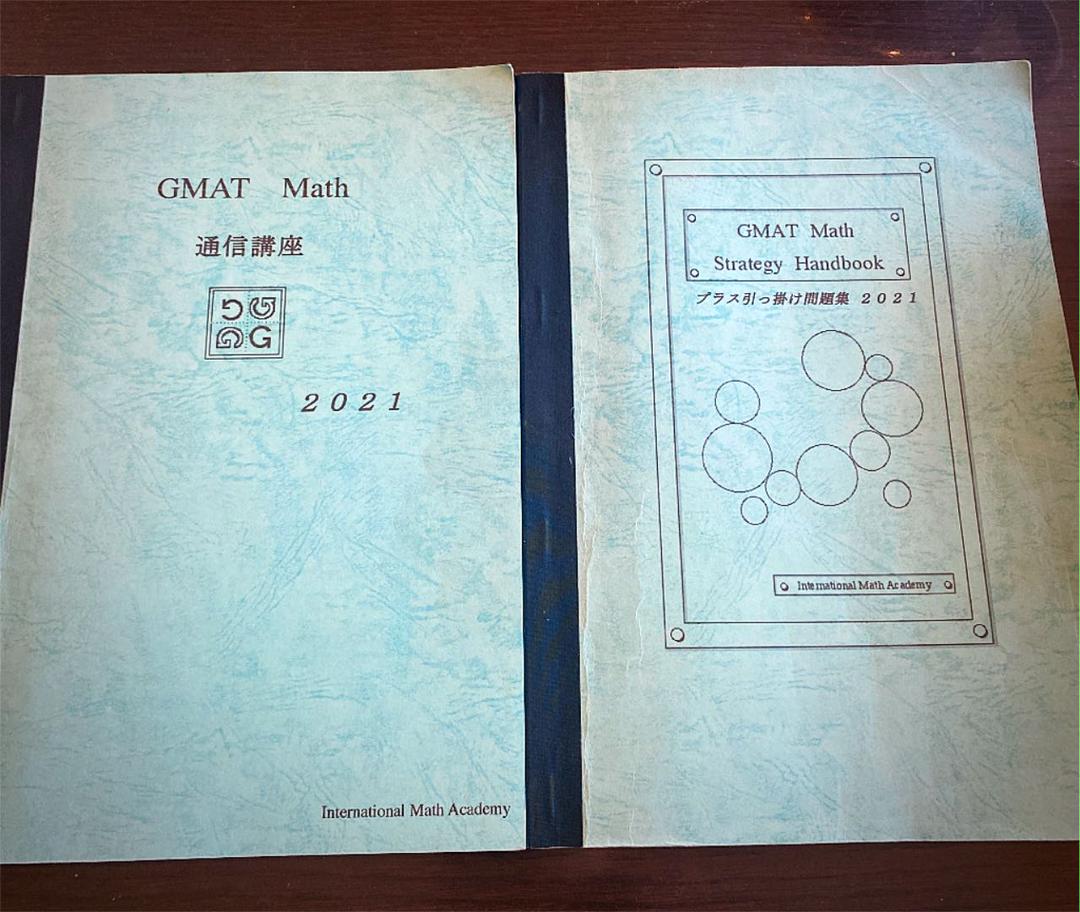 GMAT Math
通信講座
G
2021
International Math Academy
GMAT Math
Strategy Handbook
プラス引っ掛け問題集 2021
International Math Academy